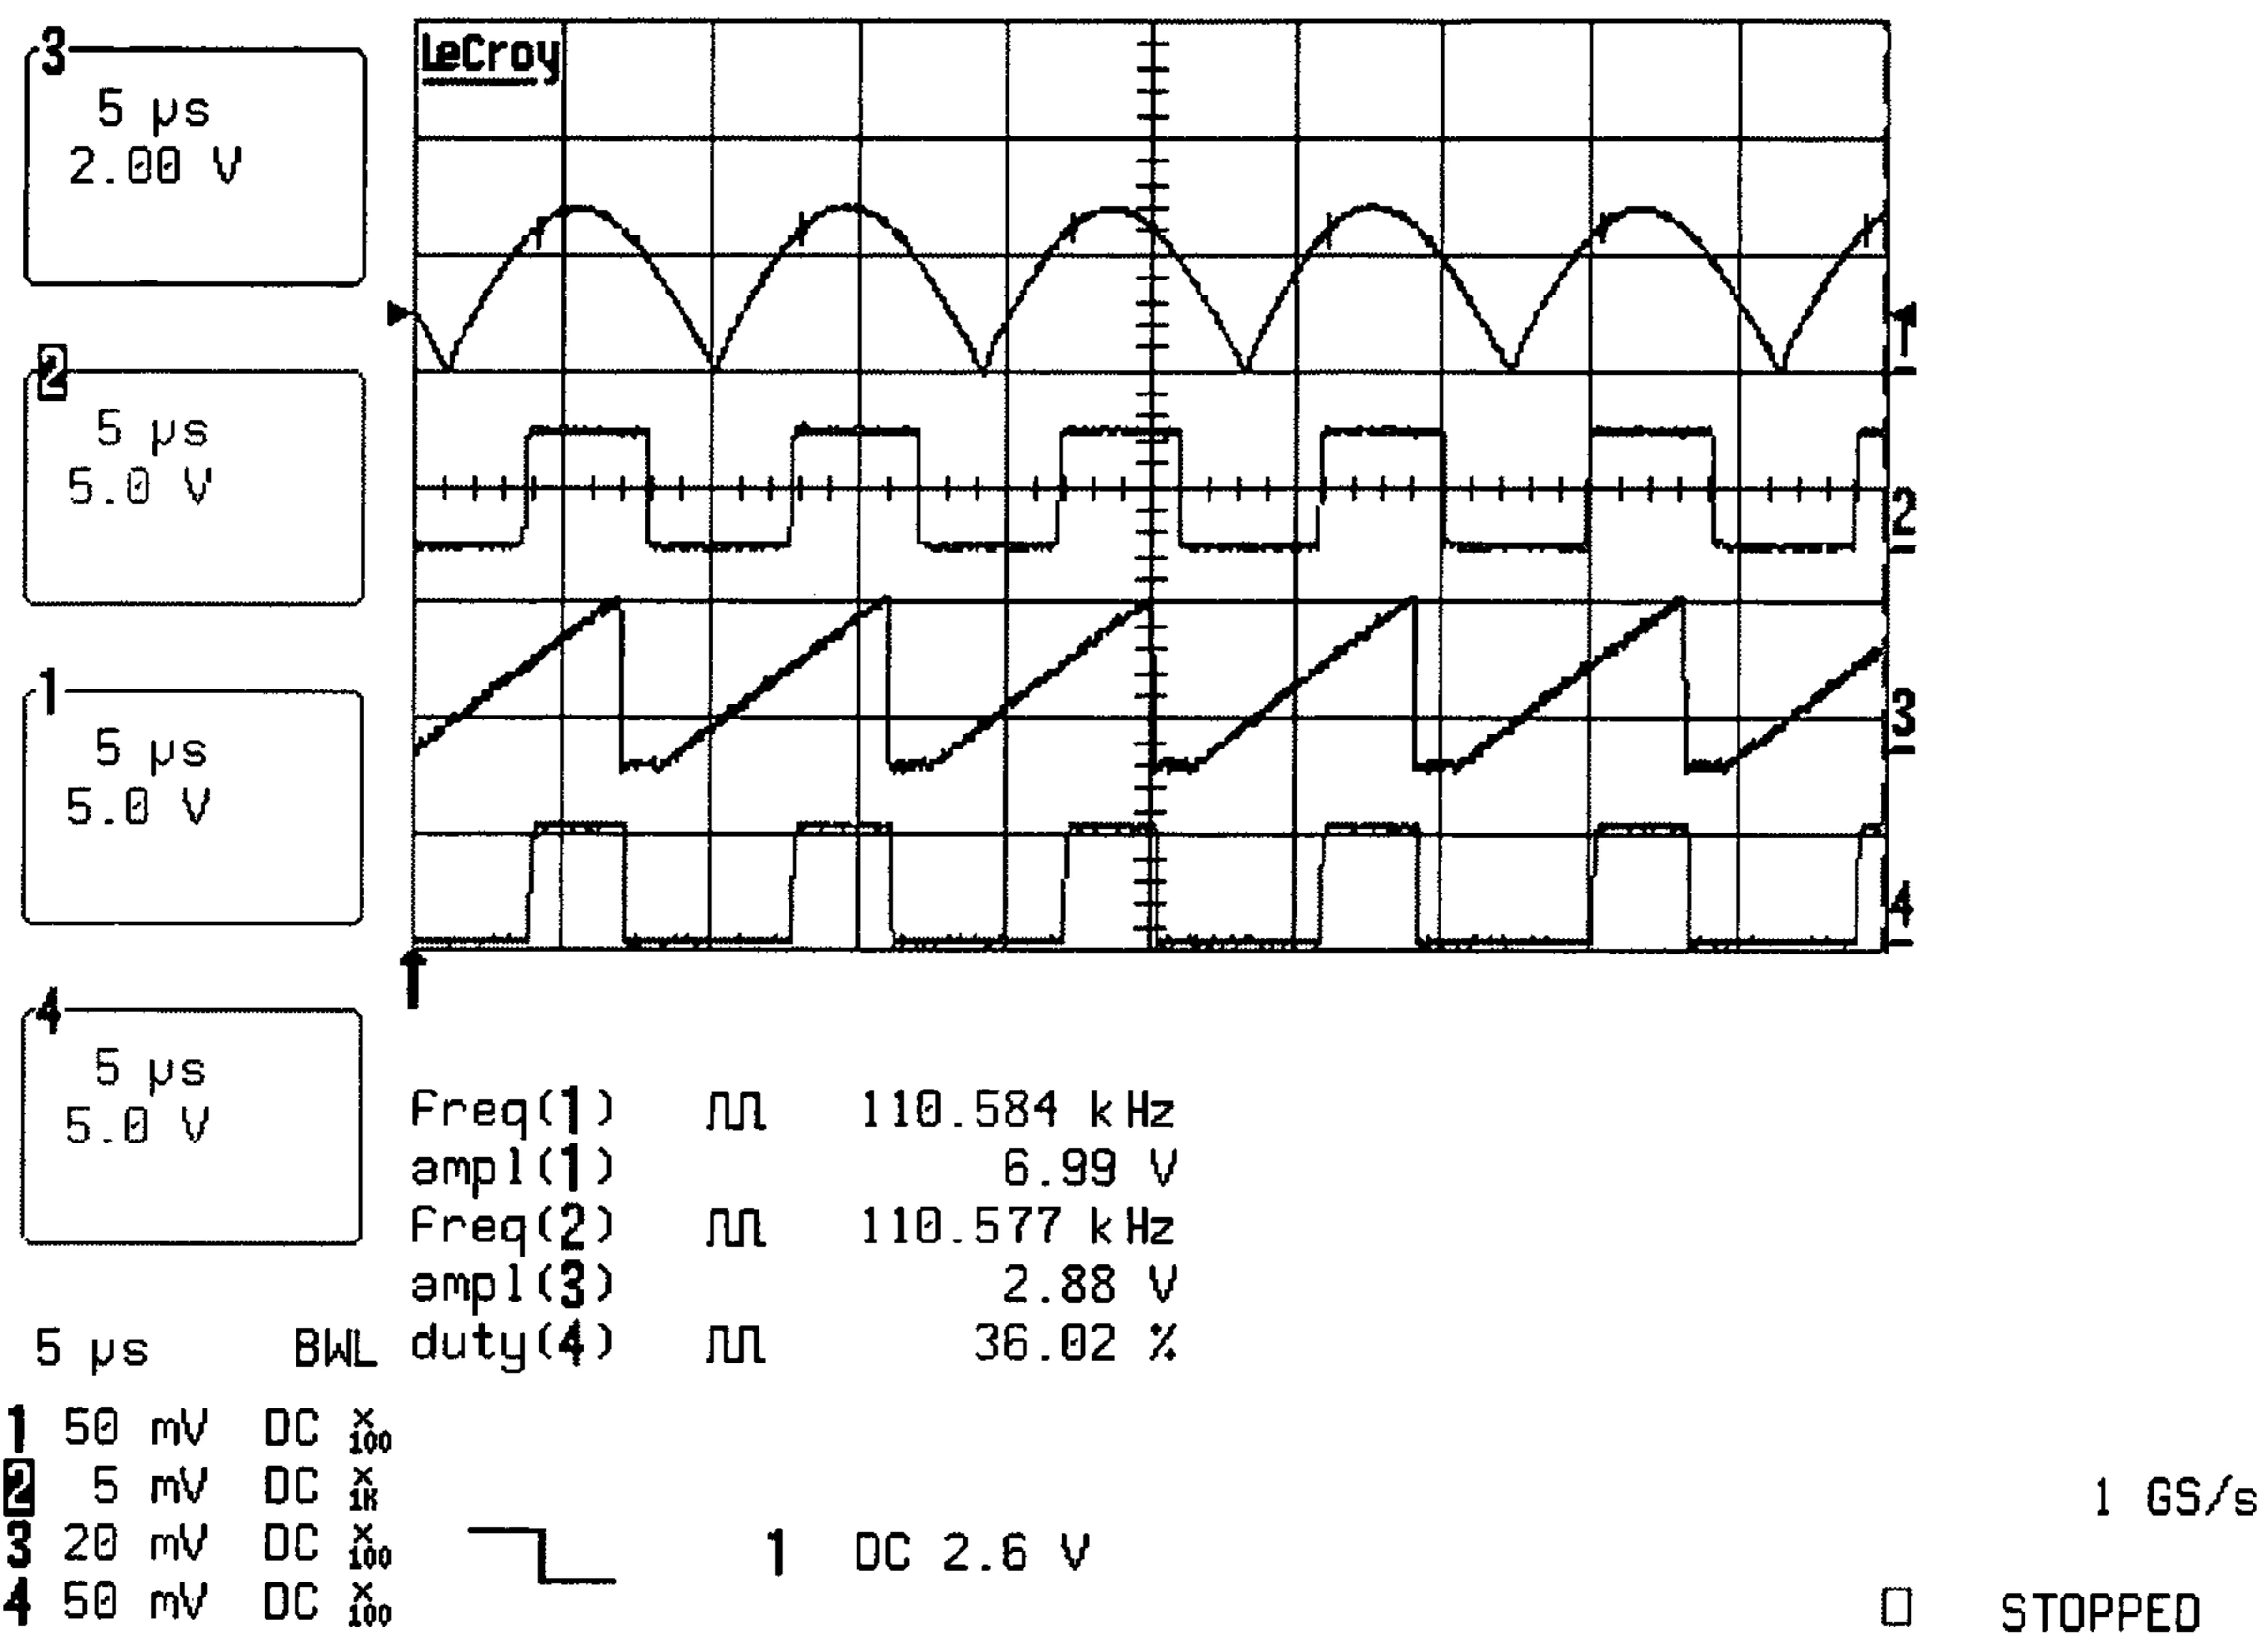 3
5 µs
2.00 V
2
5 µs
5.0 V
1
5 µs
5.0 V
4
5 µs
5.0 V
LeCroy
1
2
3
4
freq(1) 110.584 kHz
ampl(1) 6.99 V
freq(2) 110.577 kHz
ampl(3) 2.88 V
duty(4) 36.02 %
5 µs BWL
1 50 mV DC x100
2 5 mV DC x1K
3 20 mV DC x100
4 50 mV DC x100
1 DC 2.6 V
1 GS/s
STOPPED